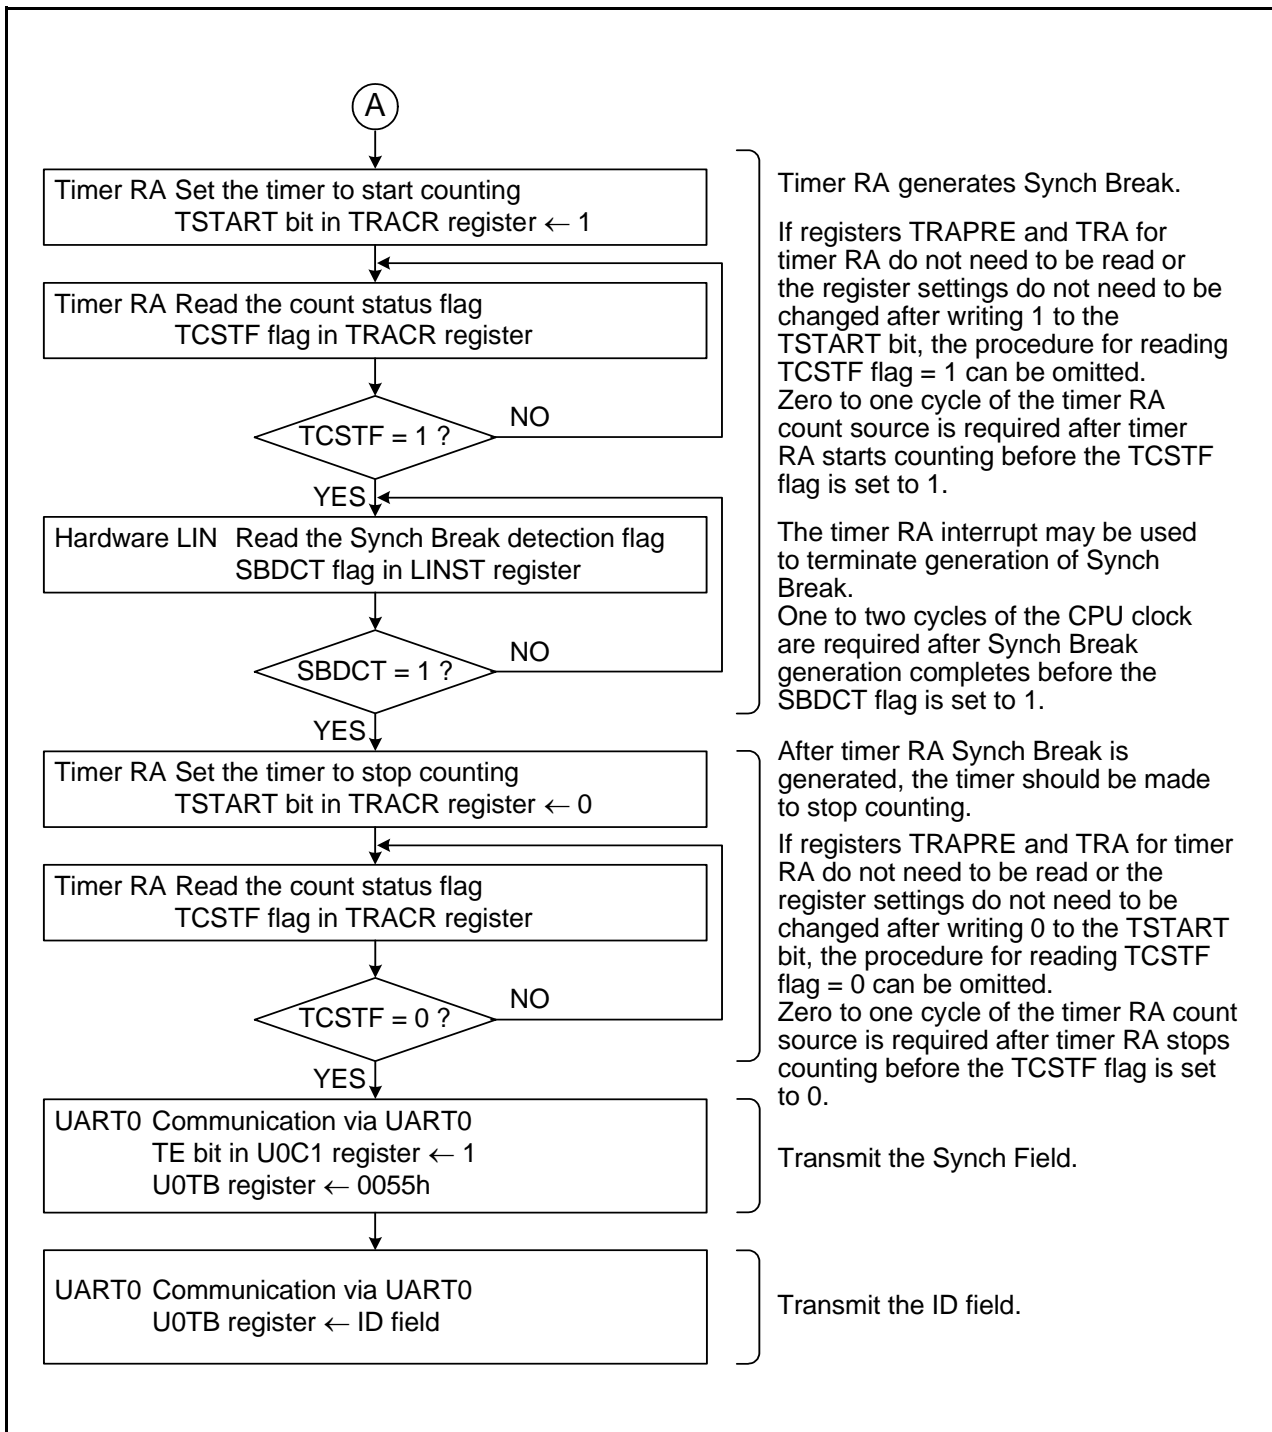 A
Timer RA Set the timer to start counting
TSTART bit in TRACR register ← 1
Timer RA Read the count status flag
TCSTF flag in TRACR register
TCSTF = 1 ?
NO
YES
Hardware LIN Read the Synch Break detection flag
SBDCT flag in LINST register
SBDCT = 1 ?
NO
YES
Timer RA generates Synch Break.
If registers TRAPRE and TRA for
timer RA do not need to be read or
the register settings do not need to be
changed after writing 1 to the
TSTART bit, the procedure for reading
TCSTF flag = 1 can be omitted.
Zero to one cycle of the timer RA
count source is required after timer
RA starts counting before the TCSTF
flag is set to 1.
The timer RA interrupt may be used
to terminate generation of Synch
Break.
One to two cycles of the CPU clock
are required after Synch Break
generation completes before the
SBDCT flag is set to 1.
Timer RA Set the timer to stop counting
TSTART bit in TRACR register ← 0
Timer RA Read the count status flag
TCSTF flag in TRACR register
TCSTF = 0 ?
NO
YES
After timer RA Synch Break is
generated, the timer should be made
to stop counting.
If registers TRAPRE and TRA for timer
RA do not need to be read or the
register settings do not need to be
changed after writing 0 to the TSTART
bit, the procedure for reading TCSTF
flag = 0 can be omitted.
Zero to one cycle of the timer RA count
source is required after timer RA stops
counting before the TCSTF flag is set
to 0.
UART0 Communication via UART0
TE bit in U0C1 register ← 1
U0TB register ← 0055h
Transmit the Synch Field.
UART0 Communication via UART0
U0TB register ← ID field
Transmit the ID field.